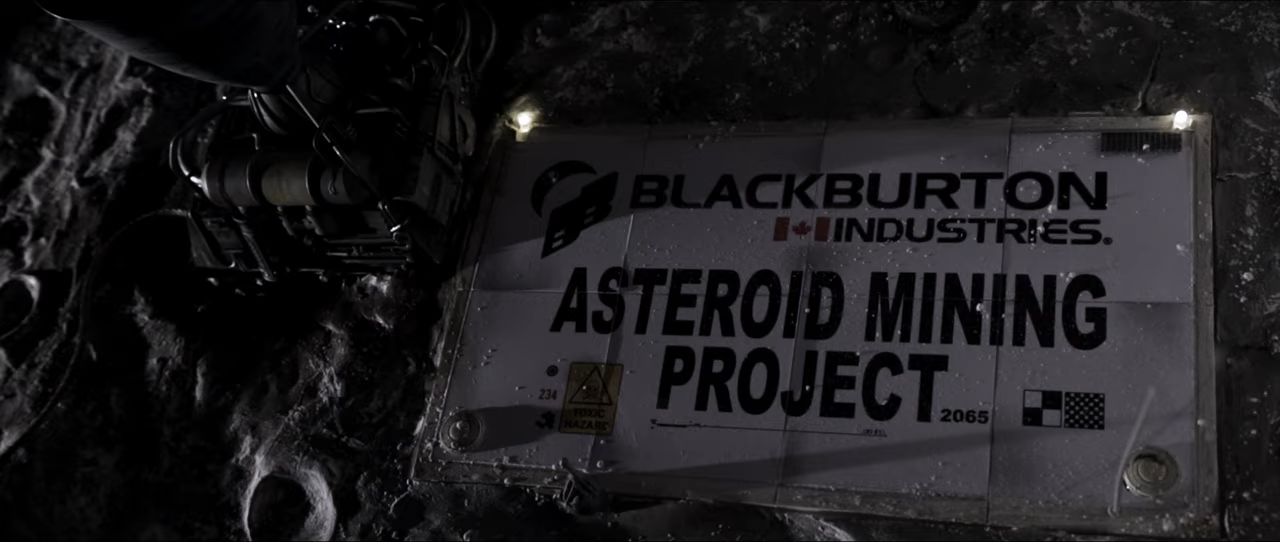 BLACKBURTON
INDUSTRIES.
ASTEROID MINING
PROJECT
2065
234
TOXIC
HAZARD